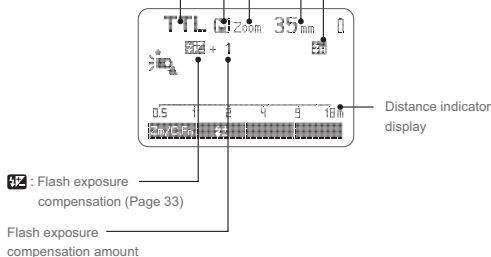 TTL Zoom 35mm
+ 1
0.5 1 2 4 9 18m
Zm/C.Fn
Distance indicator
display
: Flash exposure
compensation (Page 33)
Flash exposure
compensation amount